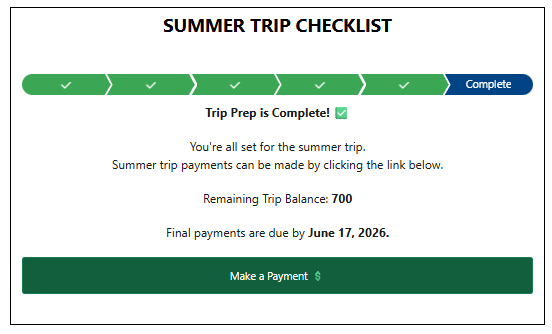 SUMMER TRIP CHECKLIST
Complete
Trip Prep is Complete! ✅
You're all set for the summer trip.
Summer trip payments can be made by clicking the link below.
Remaining Trip Balance: 700
Final payments are due by June 17, 2026.
Make a Payment $